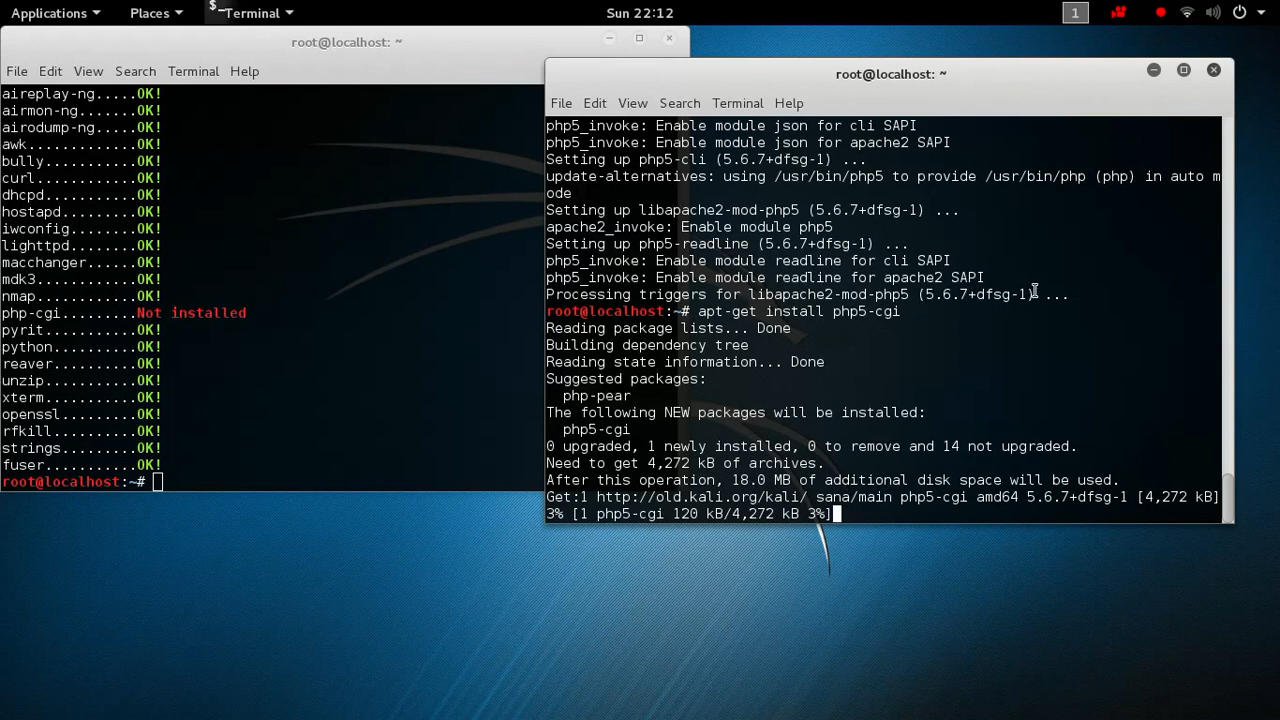 Applications Places Terminal Sun 22:12 1
root@localhost: ~
File Edit View Search Terminal Help
aireplay-ng.....OK!
airmon-ng.......OK!
airodump-ng.....OK!
awk.............OK!
bully...........OK!
curl............OK!
dhcpd...........OK!
hostapd.........OK!
iwconfig........OK!
lighttpd........OK!
macchanger......OK!
mdk3............OK!
nmap............OK!
php-cgi.........Not installed
pyrit...........OK!
python..........OK!
reaver..........OK!
unzip...........OK!
xterm...........OK!
openssl.........OK!
rfkill..........OK!
strings.........OK!
fuser...........OK!
root@localhost:~#
root@localhost: ~
File Edit View Search Terminal Help
php5_invoke: Enable module json for cli SAPI
php5_invoke: Enable module json for apache2 SAPI
Setting up php5-cli (5.6.7+dfsg-1) ...
update-alternatives: using /usr/bin/php5 to provide /usr/bin/php (php) in auto m
ode
Setting up libapache2-mod-php5 (5.6.7+dfsg-1) ...
apache2_invoke: Enable module php5
Setting up php5-readline (5.6.7+dfsg-1) ...
php5_invoke: Enable module readline for cli SAPI
php5_invoke: Enable module readline for apache2 SAPI
Processing triggers for libapache2-mod-php5 (5.6.7+dfsg-1) ...
root@localhost:~# apt-get install php5-cgi
Reading package lists... Done
Building dependency tree
Reading state information... Done
Suggested packages:
php-pear
The following NEW packages will be installed:
php5-cgi
0 upgraded, 1 newly installed, 0 to remove and 14 not upgraded.
Need to get 4,272 kB of archives.
After this operation, 18.0 MB of additional disk space will be used.
Get:1 http://old.kali.org/kali/ sana/main php5-cgi amd64 5.6.7+dfsg-1 [4,272 kB]
3% [1 php5-cgi 120 kB/4,272 kB 3%]